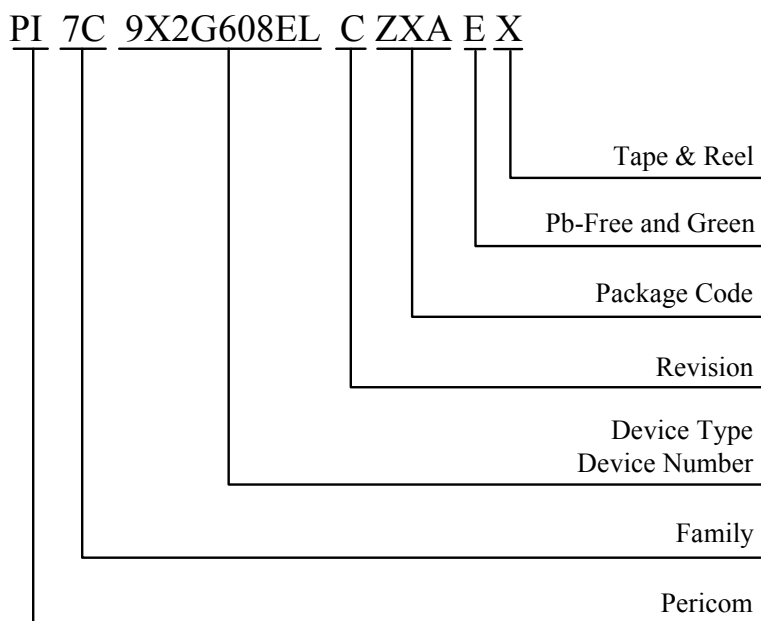 PI 7C 9X2G608EL C ZXA E X
Tape & Reel
Pb-Free and Green
Package Code
Revision
Device Type
Device Number
Family
Pericom